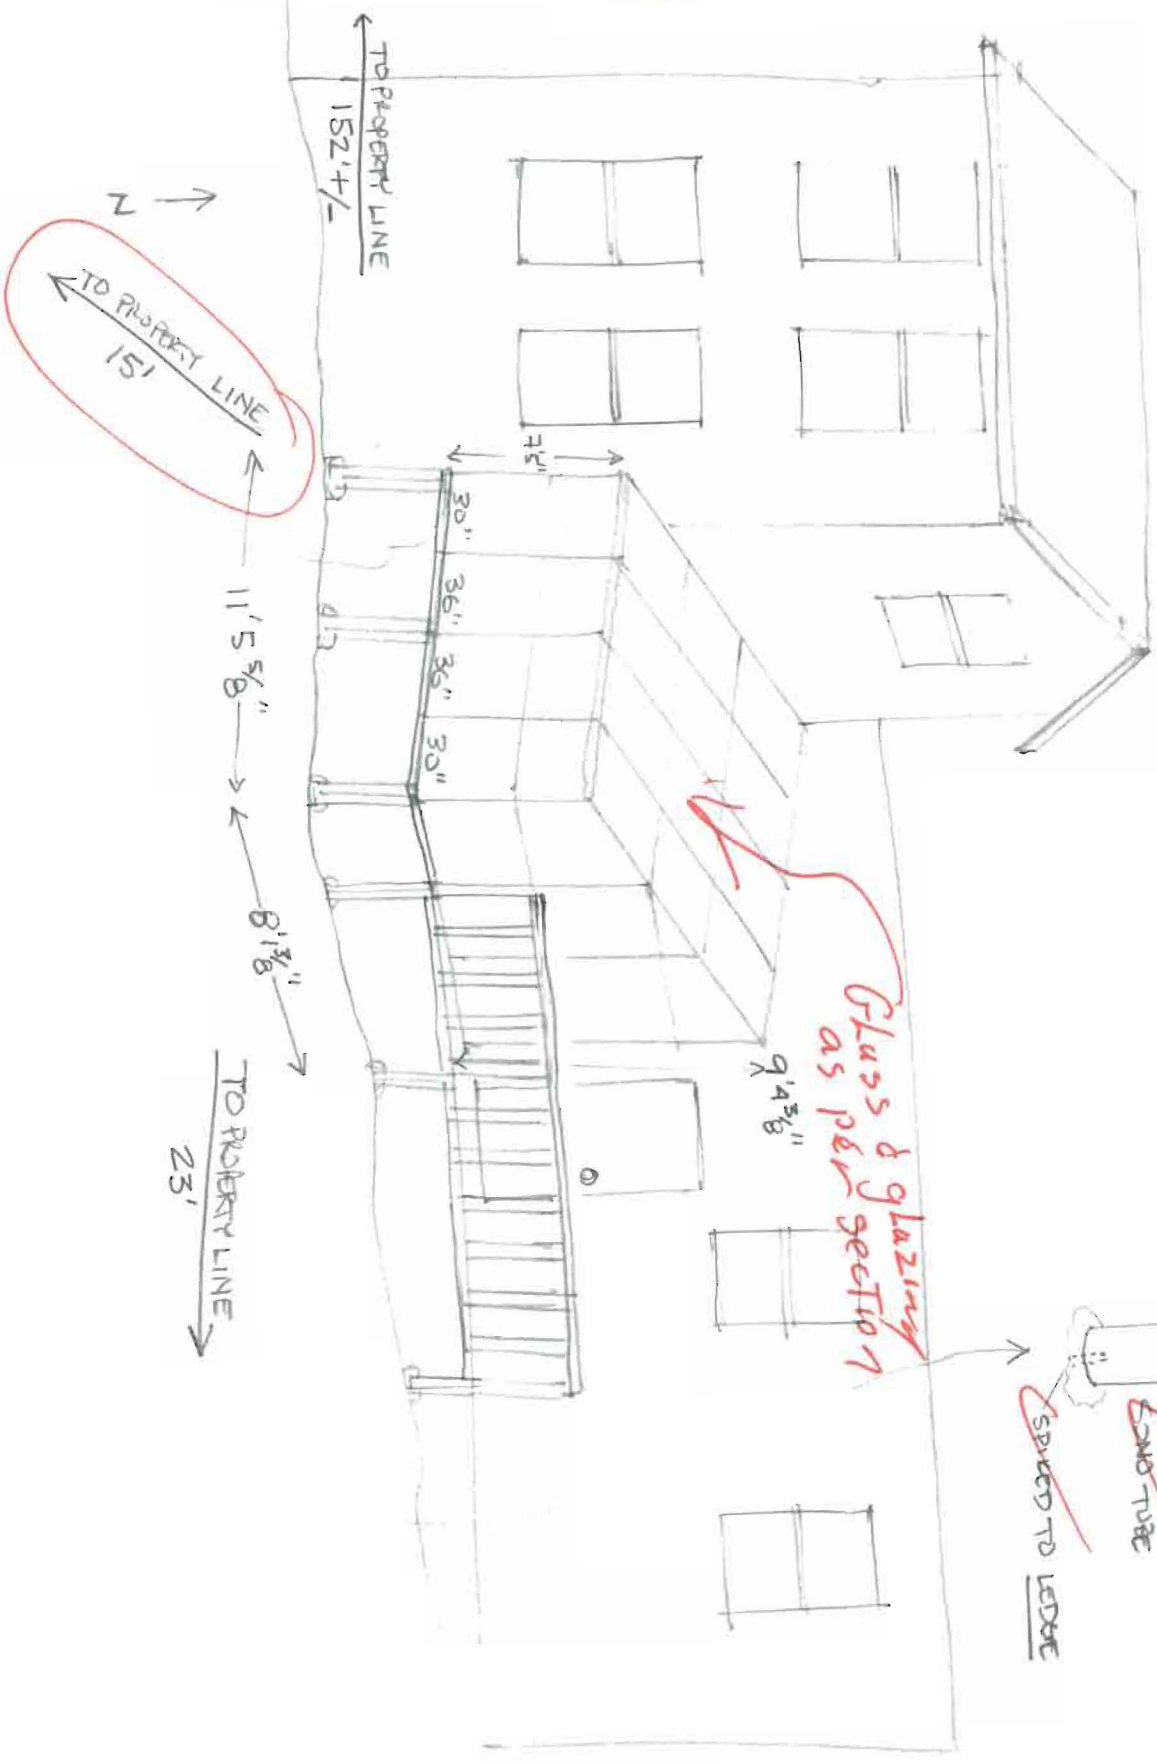 TO PROPERTY LINE
152'+/-
N
TO PROPERTY LINE
15'
30"
36"
36"
30"
11' 5 5/8"
8' 1 3/8"
9' 4 3/8"
TO PROPERTY LINE
23'
Glass & glazing
as per section
SONO TUBE
SPIKED TO LEDGE